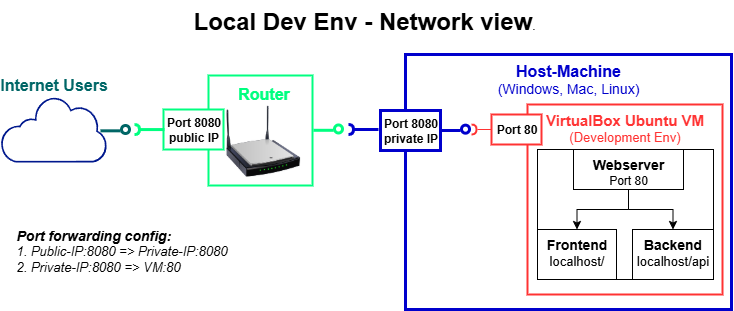 Local Dev Env - Network view.
Internet Users
Router
Port 8080
public IP
Host-Machine
(Windows, Mac, Linux)
Port 8080
private IP
Port 80
VirtualBox Ubuntu VM
(Development Env)
Webserver
Port 80
Frontend
localhost/
Backend
localhost/api
Port forwarding config:
1. Public-IP:8080 => Private-IP:8080
2. Private-IP:8080 => VM:80